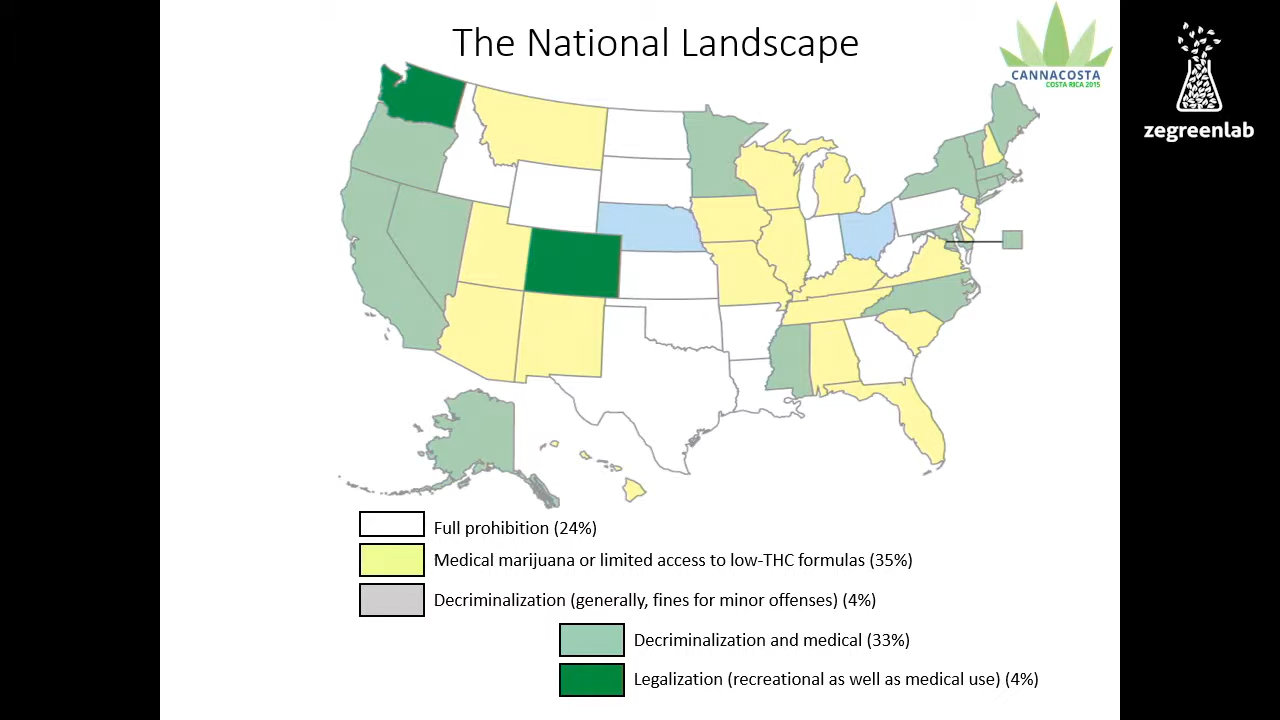 The National Landscape
CANNACOSTA
COSTA RICA 2015
zegreenlab
Full prohibition (24%)
Medical marijuana or limited access to low-THC formulas (35%)
Decriminalization (generally, fines for minor offenses) (4%)
Decriminalization and medical (33%)
Legalization (recreational as well as medical use) (4%)